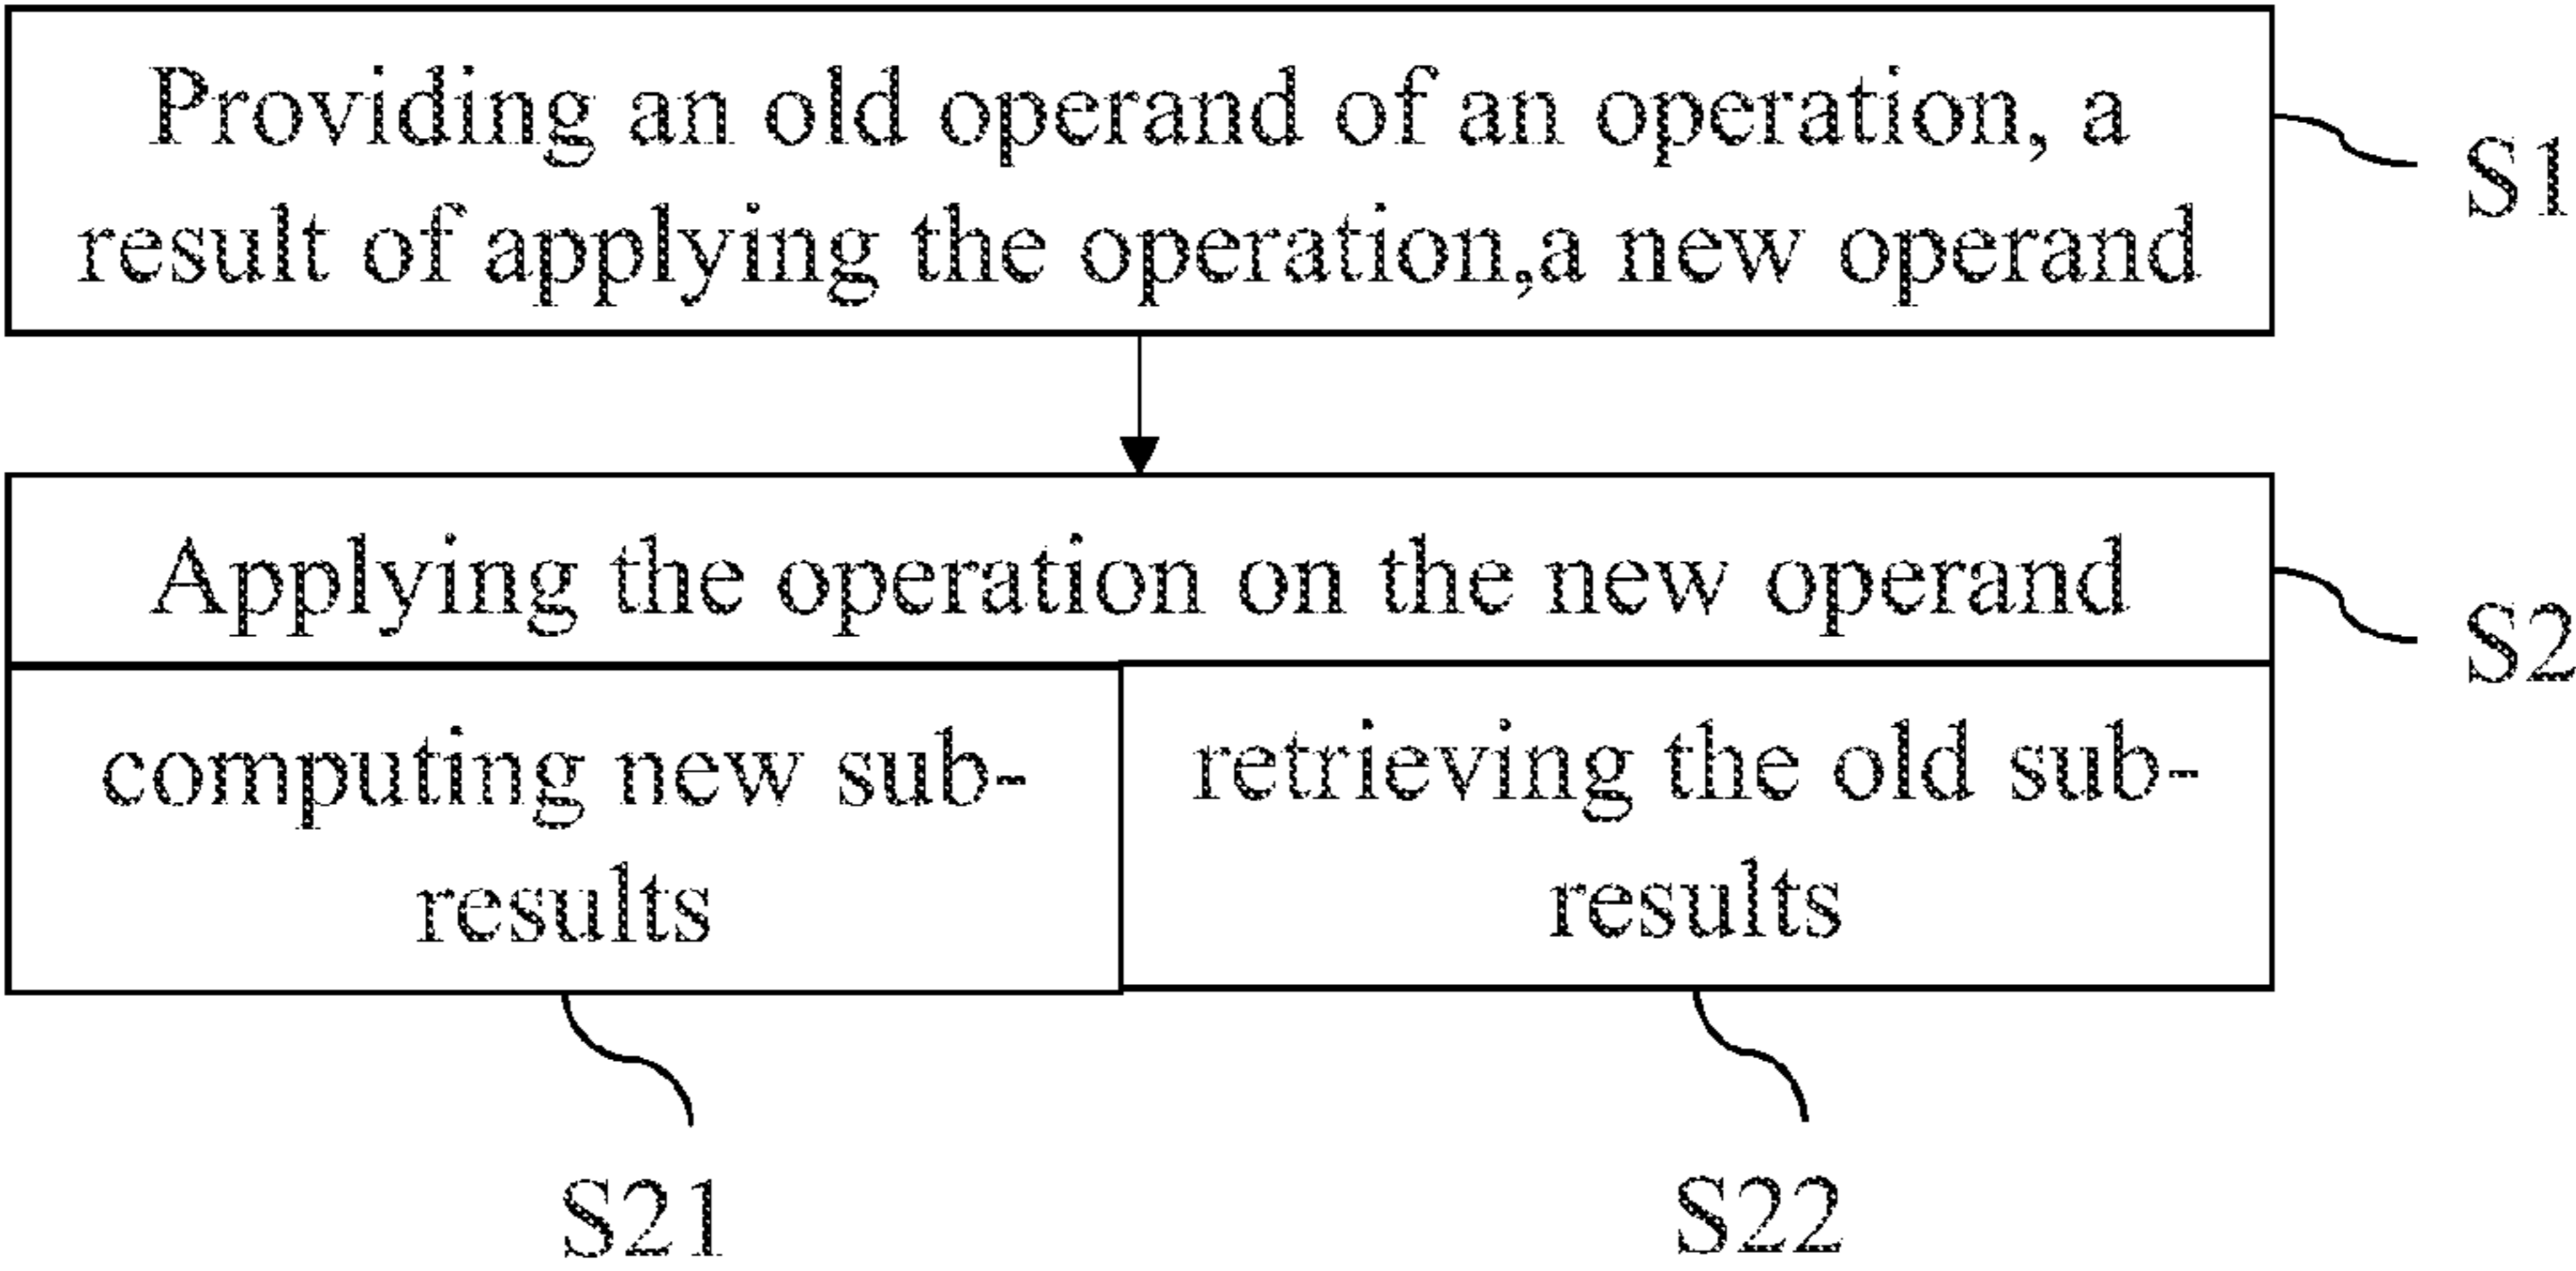 Providing an old operand of an operation, a
result of applying the operation,a new operand
S1
Applying the operation on the new operand
S2
computing new sub-
results
retrieving the old sub-
results
S21
S22